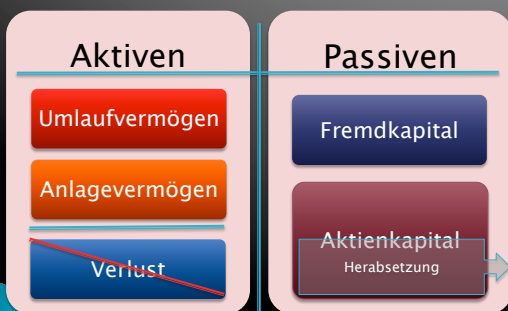 Aktiven
Umlaufvermögen
Anlagevermögen
Verlust
Passiven
Fremdkapital
Aktienkapital
Herabsetzung